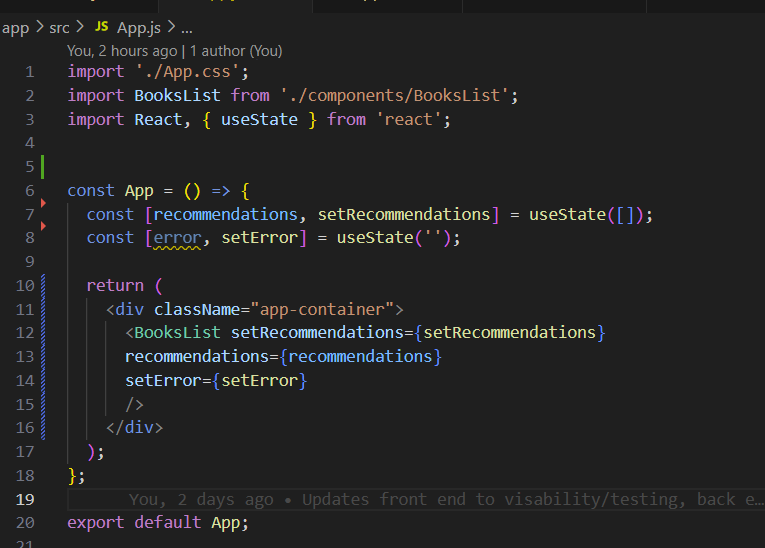 app > src > JS App.js > ...
You, 2 hours ago | 1 author (You)
1 import './App.css';
2 import BooksList from './components/BooksList';
3 import React, { useState } from 'react';
4
5
6 const App = () => {
7 const [recommendations, setRecommendations] = useState([]);
8 const [error, setError] = useState('');
9
10 return (
11 <div className="app-container">
12 <BooksList setRecommendations={setRecommendations}
13 recommendations={recommendations}
14 setError={setError}
15 />
16 </div>
17 );
18 };
19 You, 2 days ago • Updates front end to visability/testing, back e…
20 export default App;
21